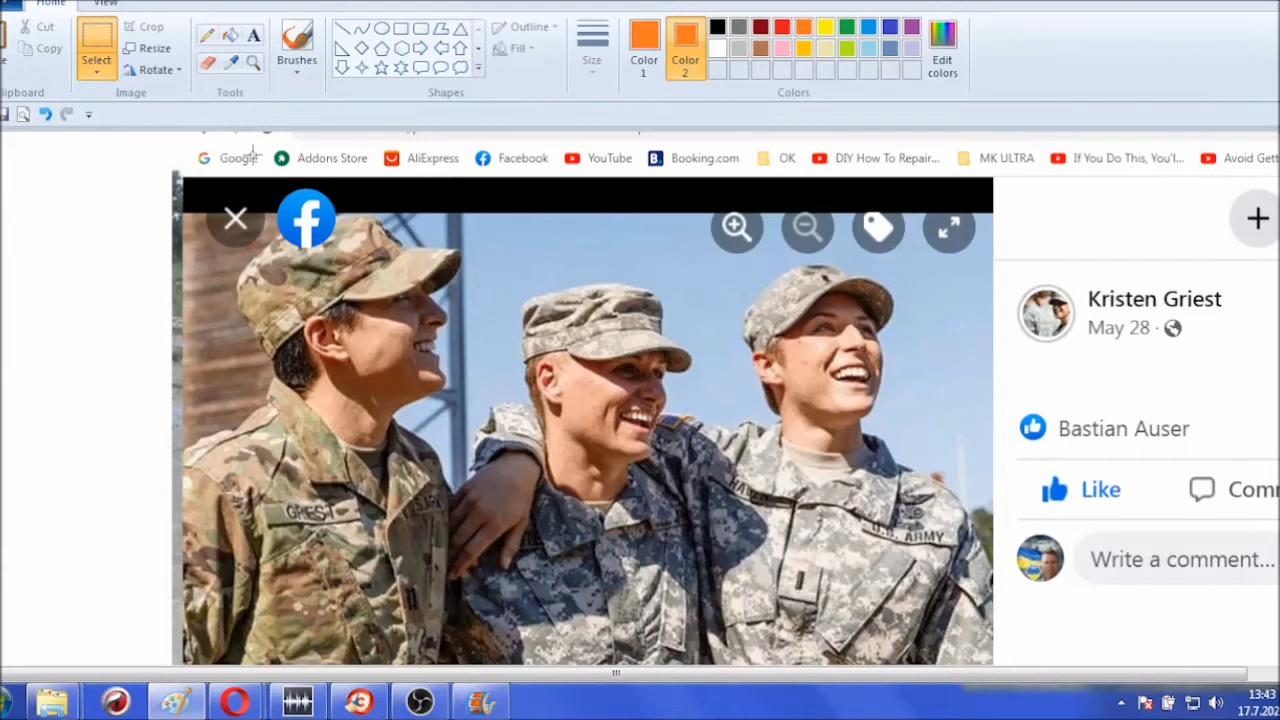 Home View
Cut Crop Outline
Copy Select Resize Fill Brushes Size Color 1 Color 2 Edit colors
Rotate
Image Tools Shapes Colors
Google Addons Store AliExpress Facebook YouTube B. Booking.com OK DIY How To Repair... MK ULTRA If You Do This, You'l...
Kristen Griest
May 28 ·
GRIEST
U.S. ARMY
Bastian Auser
Like
Write a comment...
13:43